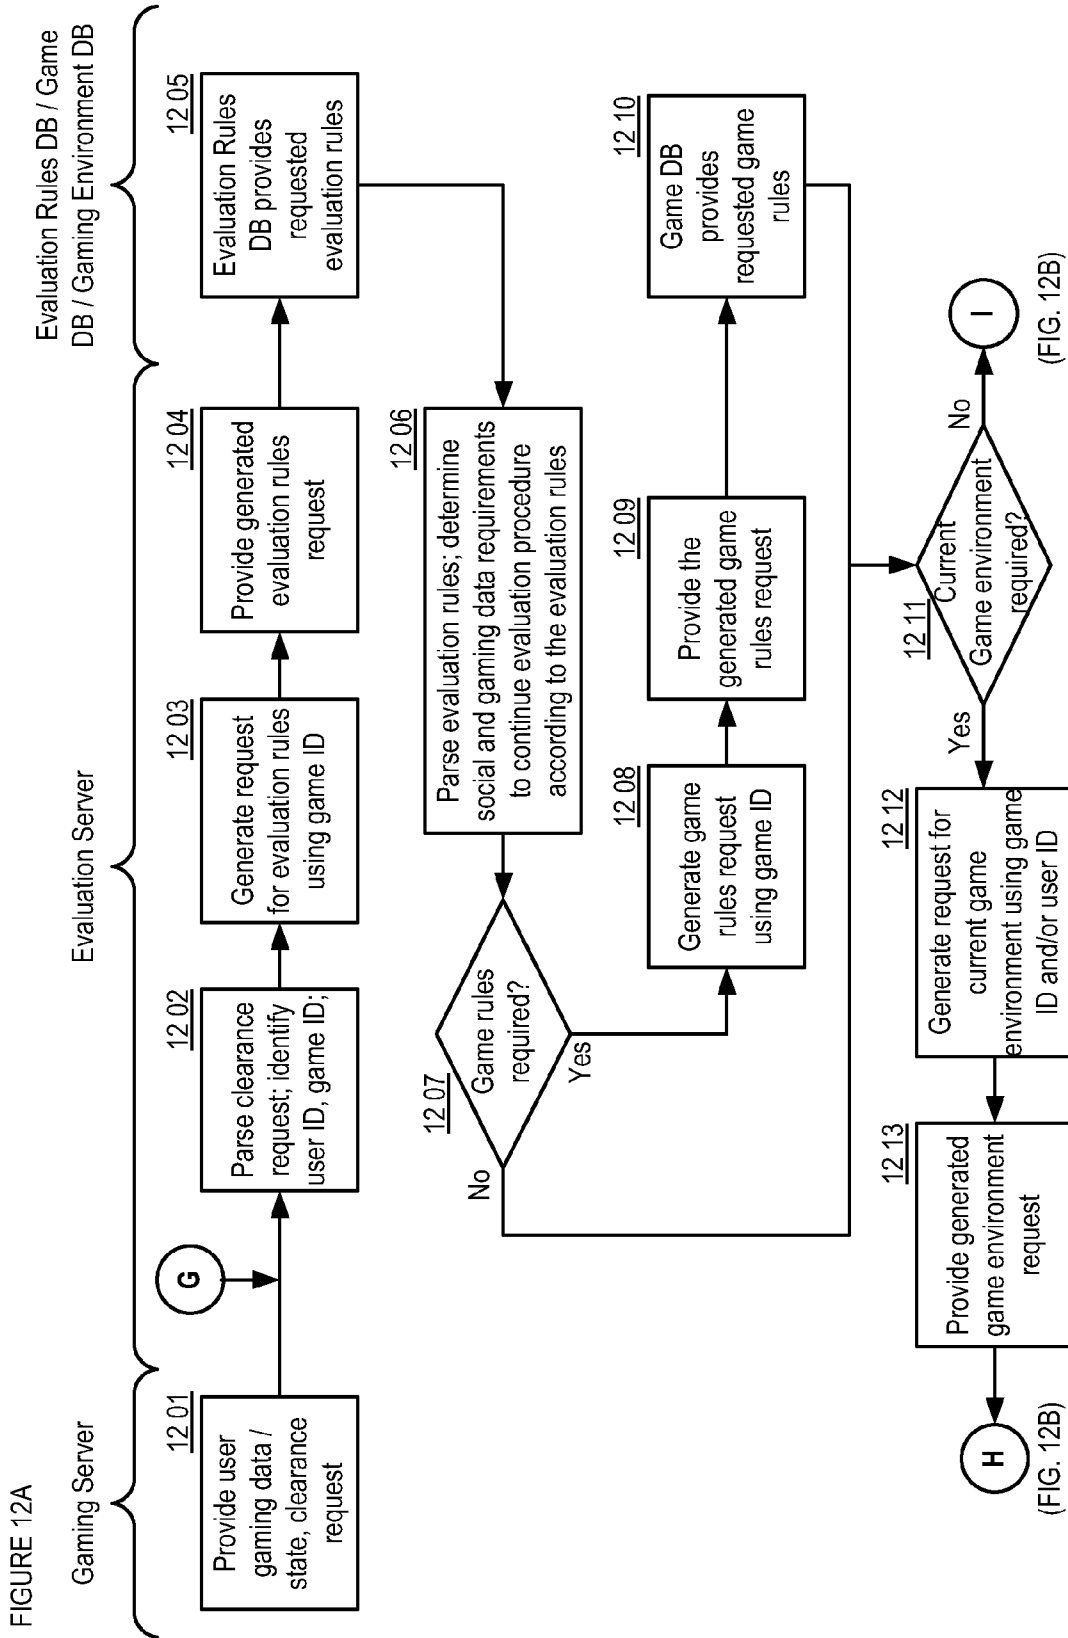 FIGURE 12A
Gaming Server
Evaluation Server
Evaluation Rules DB / Game
DB / Gaming Environment DB
12 01
Provide user
gaming data /
state, clearance
request
G
12 02
Parse clearance
request; identify
user ID, game ID;
12 03
Generate request
for evaluation rules
using game ID
12 04
Provide generated
evaluation rules
request
12 05
Evaluation Rules
DB provides
requested
evaluation rules
12 06
Parse evaluation rules; determine
social and gaming data requirements
to continue evaluation procedure
according to the evaluation rules
12 07
Game rules
required?
No
Yes
12 08
Generate game
rules request
using game ID
12 09
Provide the
generated game
rules request
12 10
Game DB
provides
requested game
rules
12 11
Current
Game environment
required?
No
I
(FIG. 12B)
Yes
12 12
Generate request for
current game
environment using game
ID and/or user ID
12 13
Provide generated
game environment
request
H
(FIG. 12B)